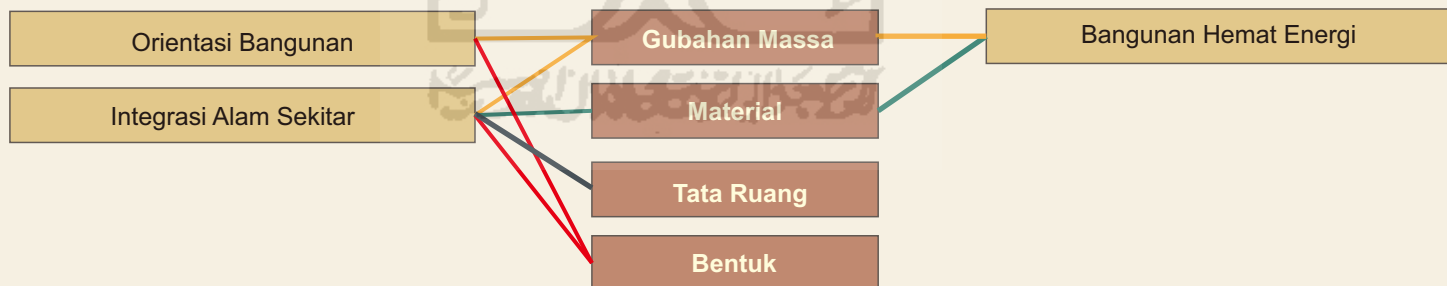 Orientasi Bangunan
Integrasi Alam Sekitar
Gubahan Massa
Material
Tata Ruang
Bentuk
Bangunan Hemat Energi